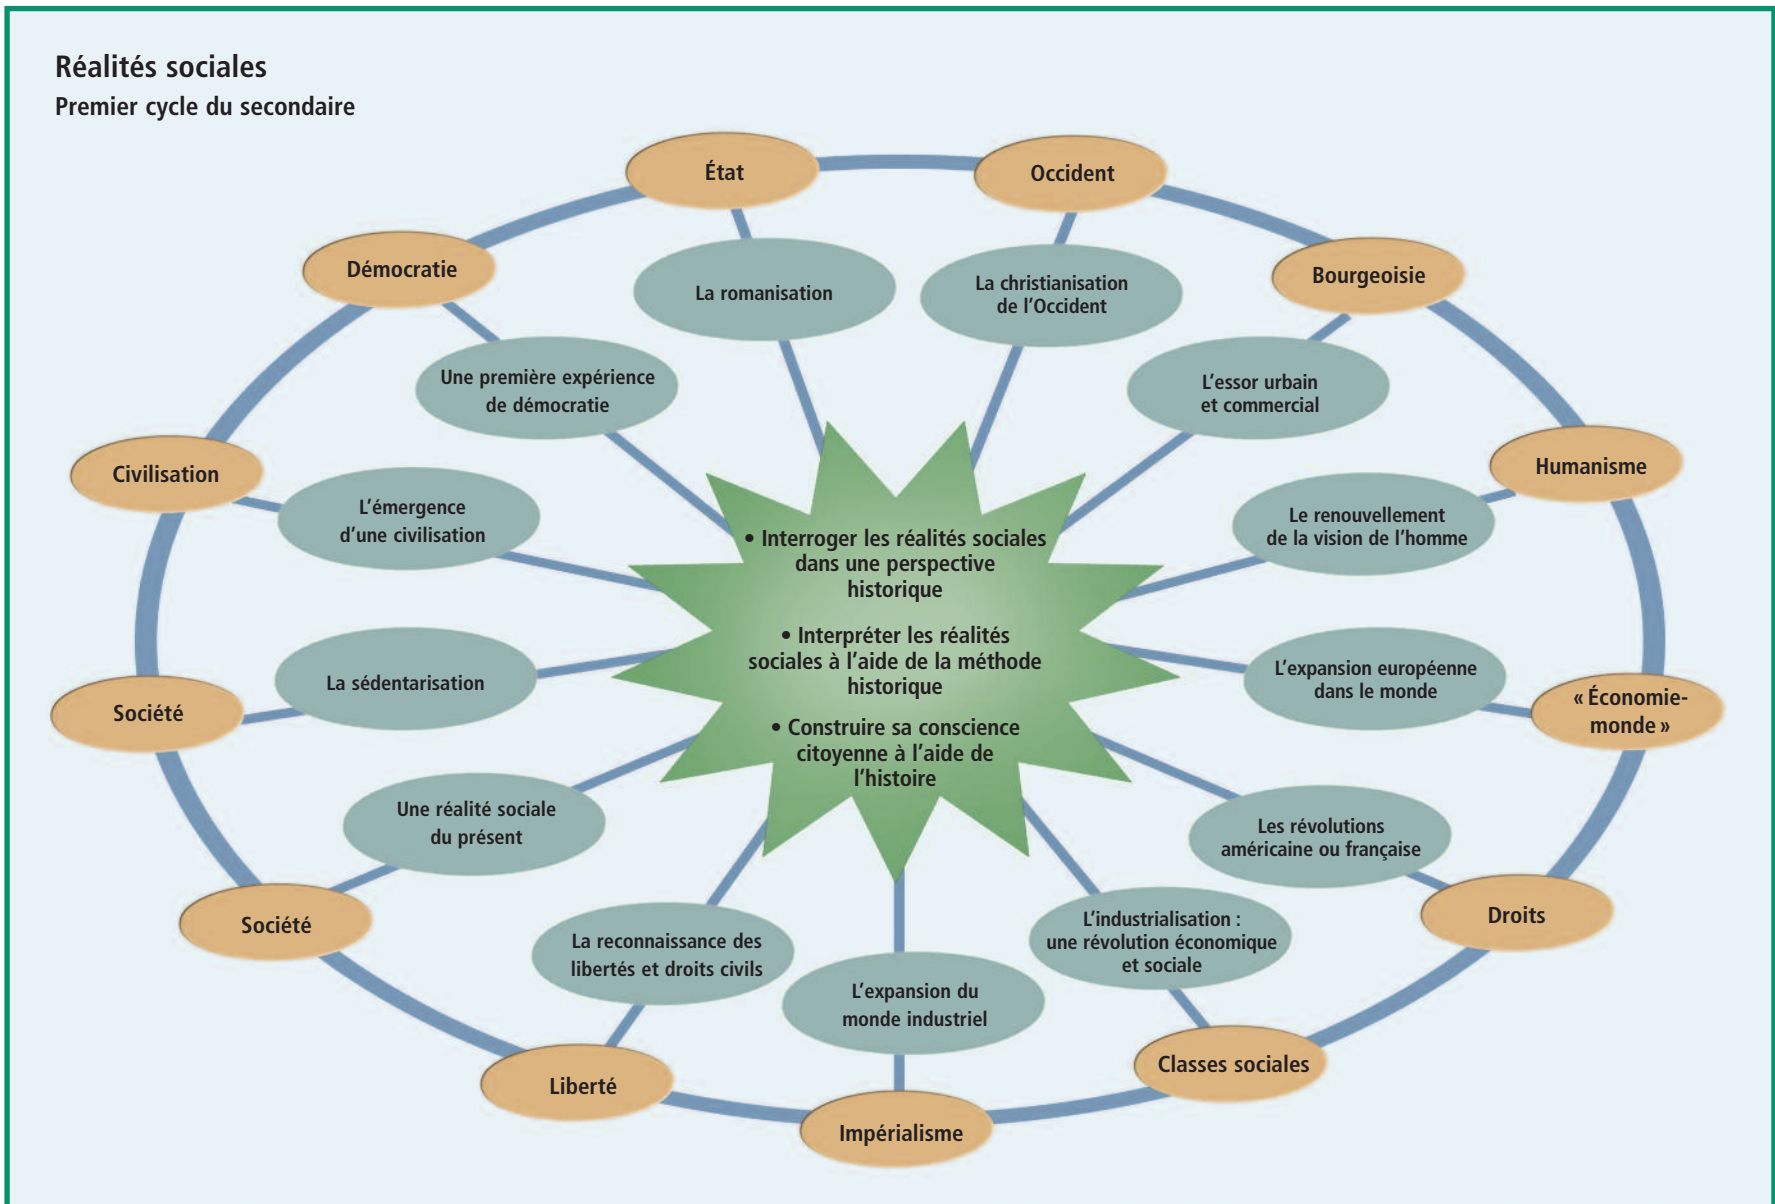 Réalités sociales
Premier cycle du secondaire
État
Occident
Démocratie
Bourgeoisie
La romanisation
La christianisation
de l'Occident
Une première expérience
de démocratie
L'essor urbain
et commercial
Civilisation
Humanisme
L'émergence
d'une civilisation
Le renouvellement
de la vision de l'homme
• Interroger les réalités sociales
dans une perspective
historique
• Interpréter les réalités
sociales à l'aide de la méthode
historique
• Construire sa conscience
citoyenne à l'aide de
l'histoire
La sédentarisation
L'expansion européenne
dans le monde
Société
« Économie-
monde »
Une réalité sociale
du présent
Les révolutions
américaine ou française
Société
Droits
La reconnaissance des
libertés et droits civils
L'industrialisation :
une révolution économique
et sociale
L'expansion du
monde industriel
Liberté
Classes sociales
Impérialisme